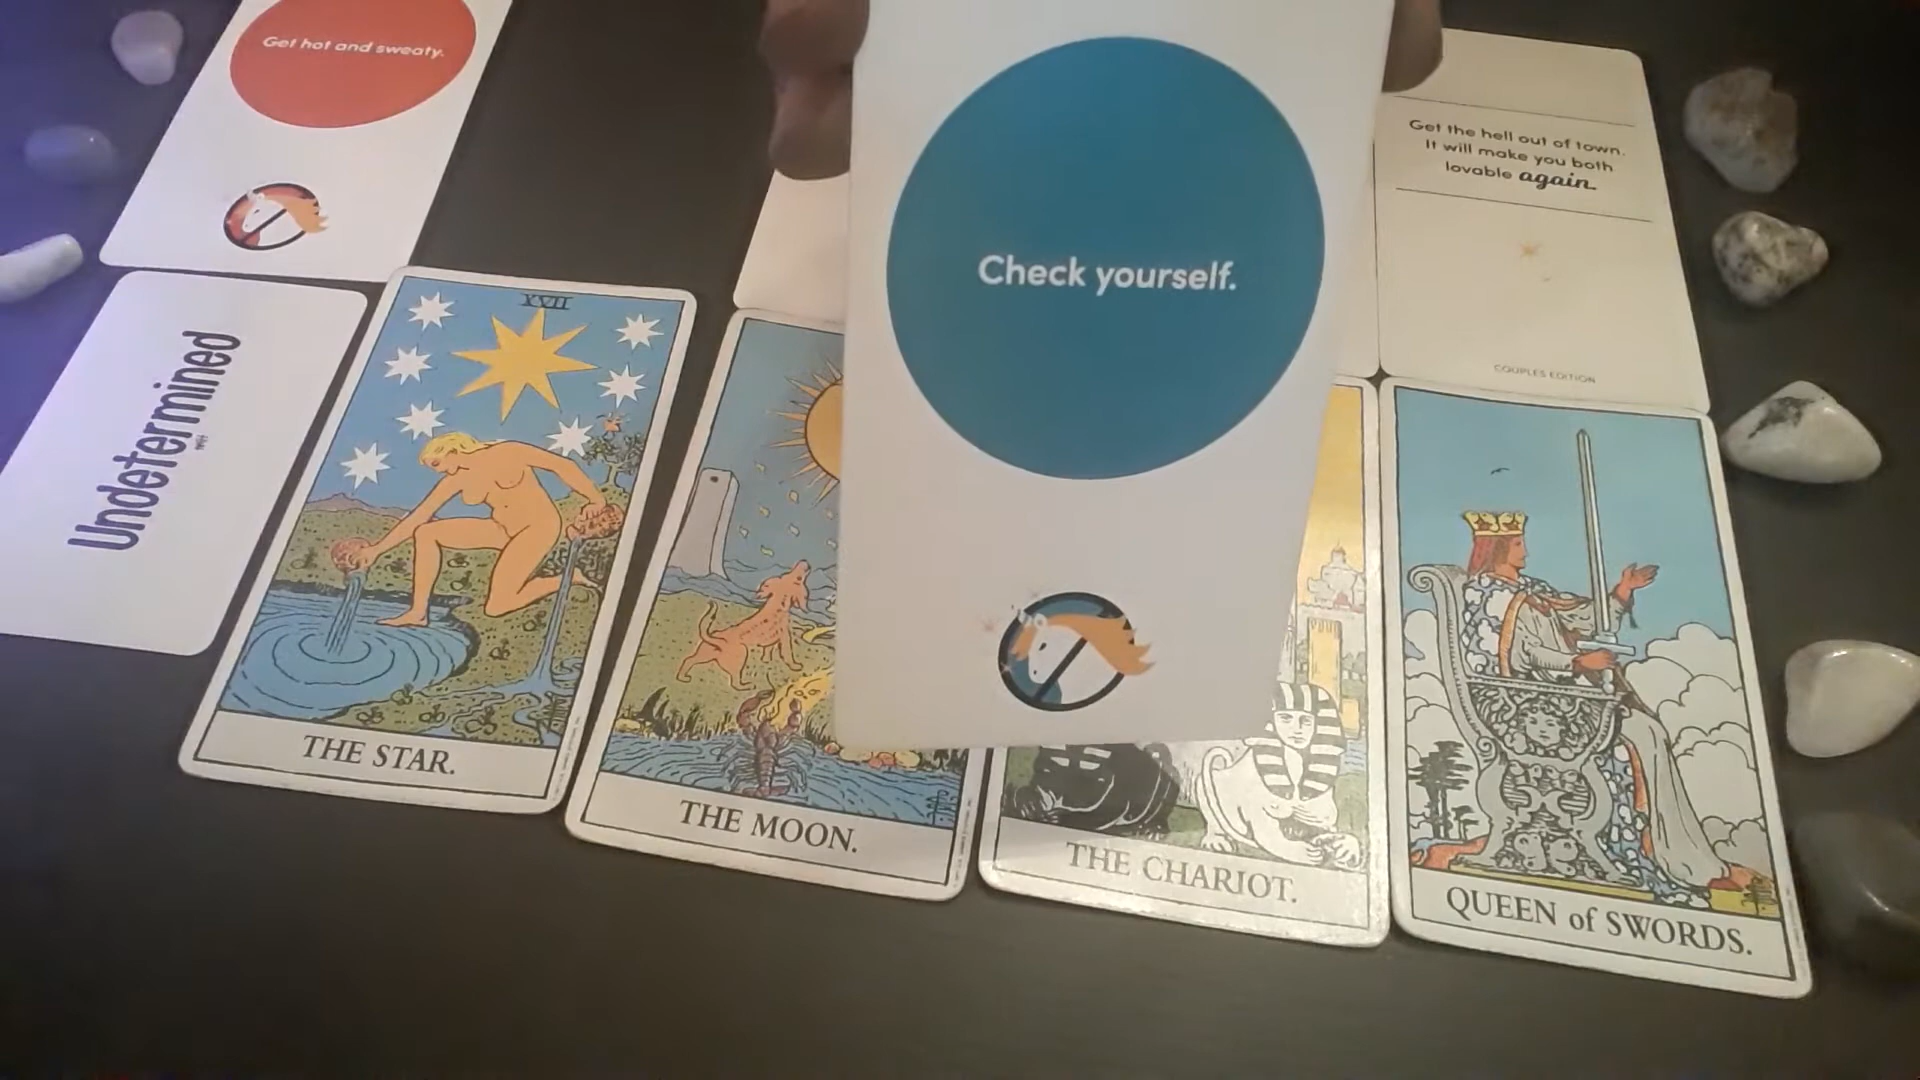 Get hot and sweaty.
Check yourself.
Get the hell out of town.
It will make you both
lovable again.
COUPLES EDITION
Undetermined
XVII
THE STAR.
THE MOON.
THE CHARIOT.
QUEEN of SWORDS.